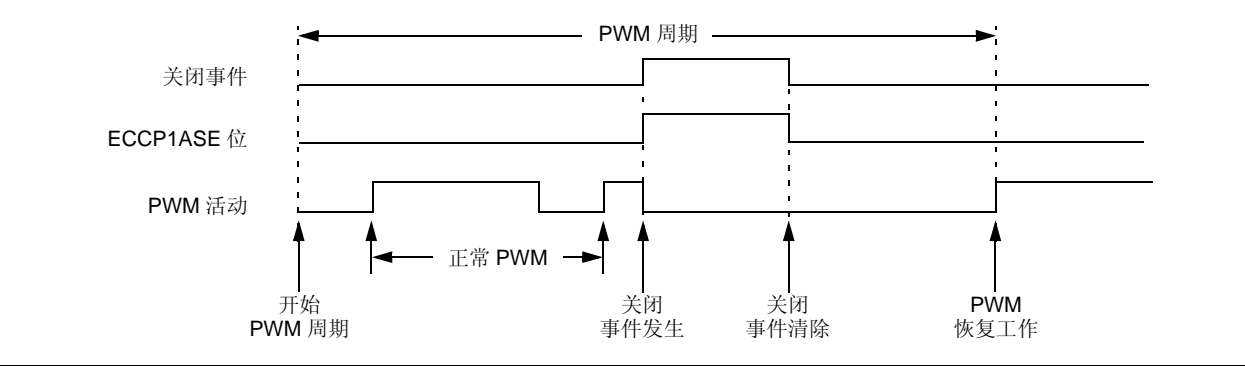 PWM 周期
关闭事件
ECCP1ASE 位
PWM 活动
正常 PWM
开始
PWM 周期
关闭
事件发生
关闭
事件清除
PWM
恢复工作